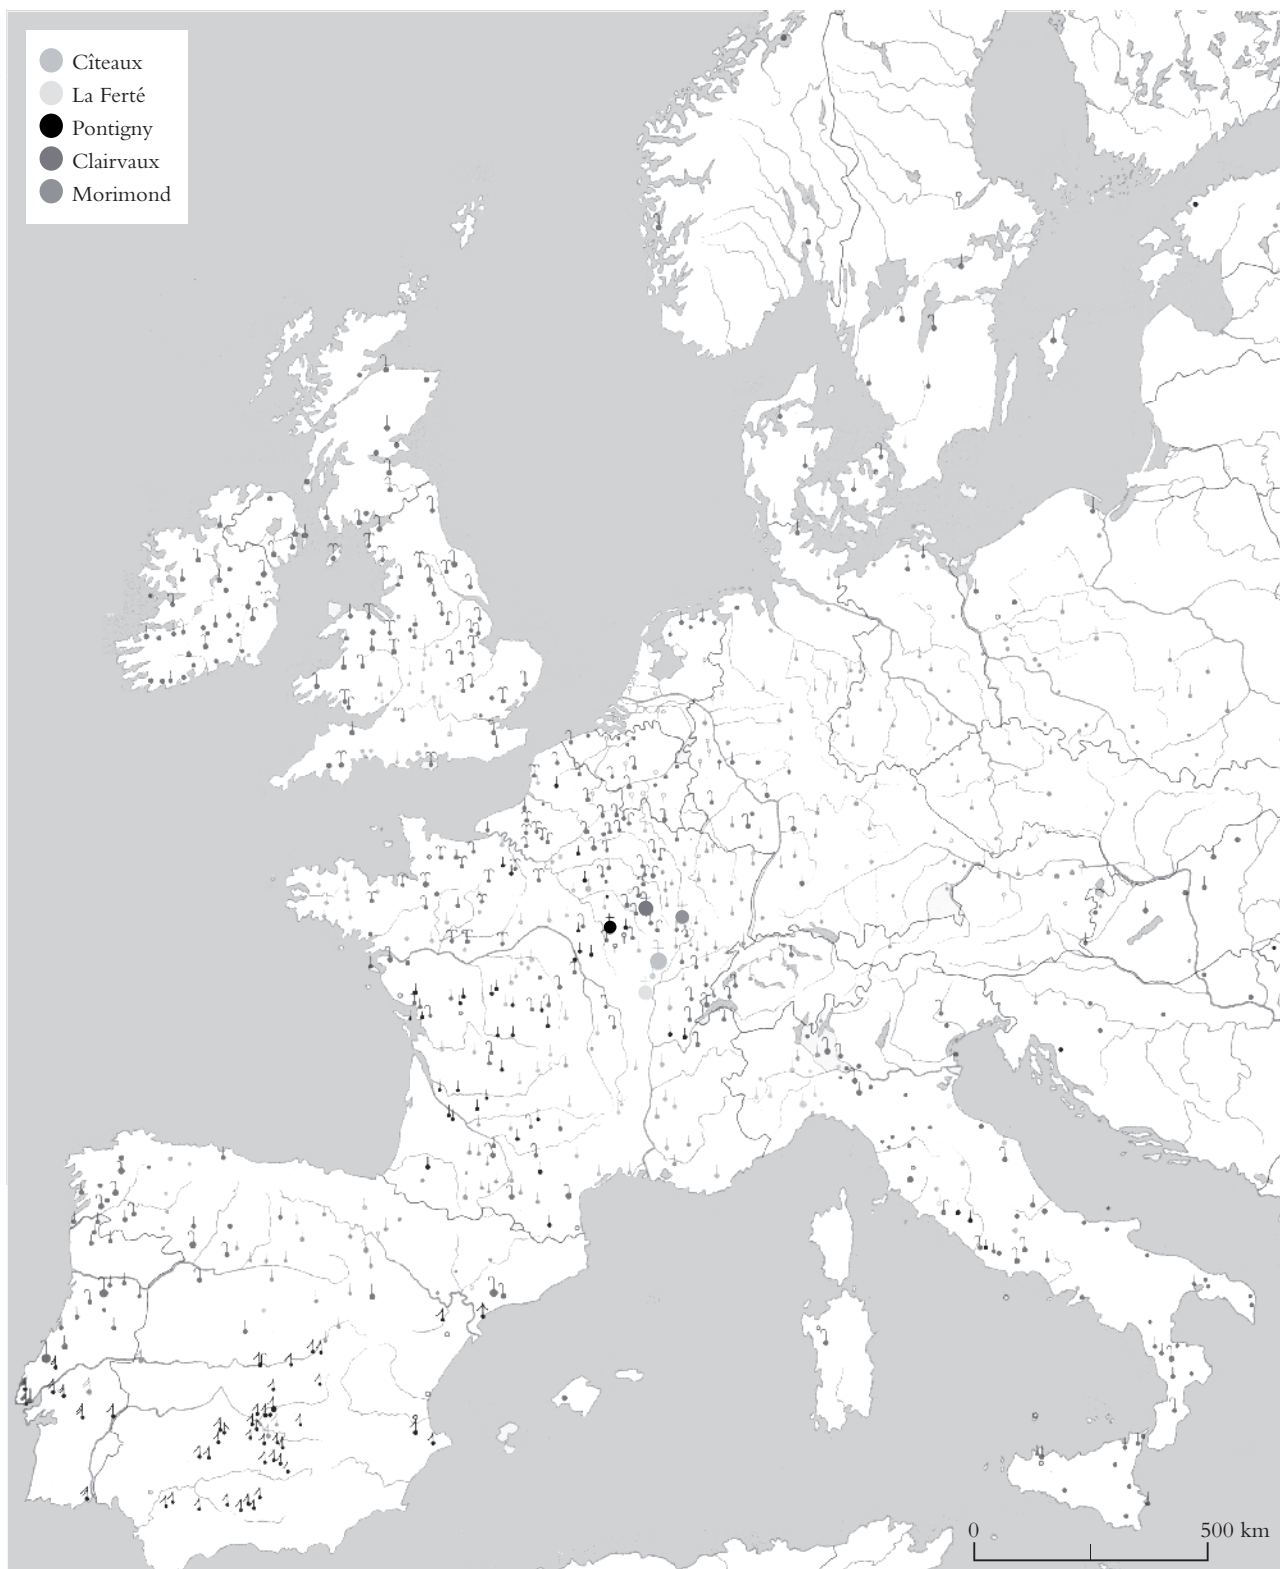 Cîteaux
La Ferté
Pontigny
Clairvaux
Morimond
0 500 km